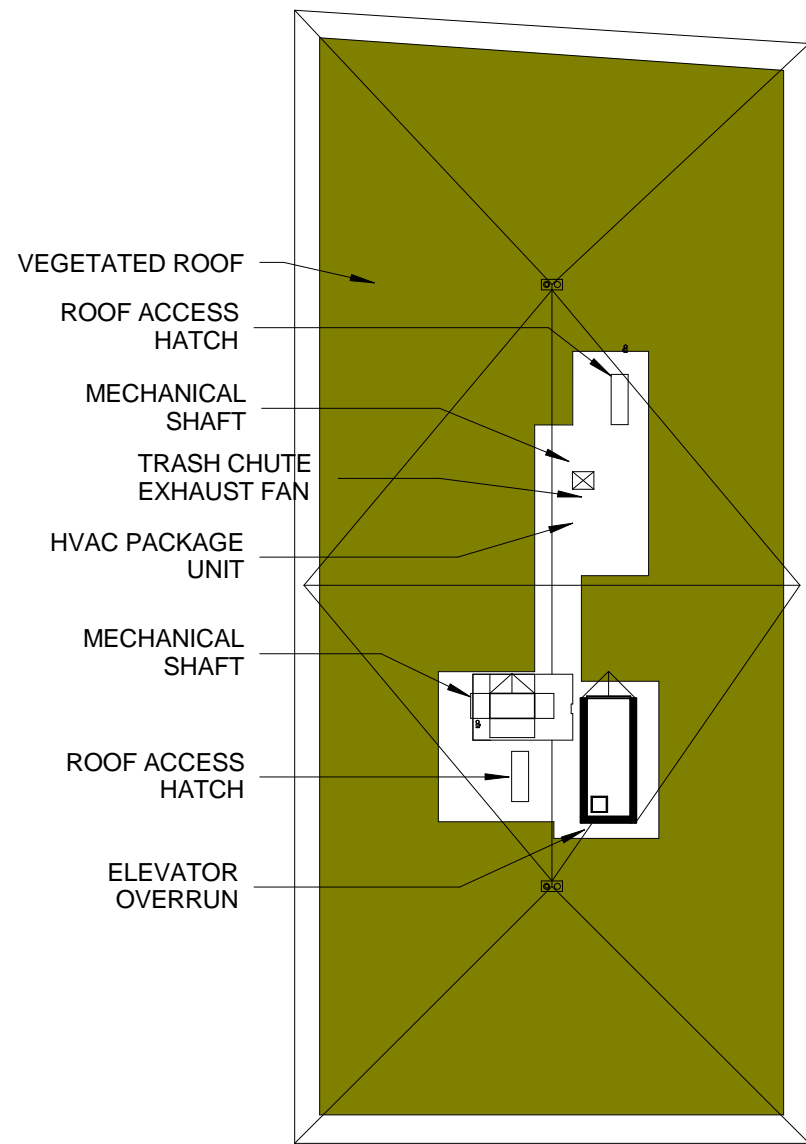 VEGETATED ROOF
ROOF ACCESS
HATCH
MECHANICAL
SHAFT
TRASH CHUTE
EXHAUST FAN
HVAC PACKAGE
UNIT
MECHANICAL
SHAFT
ROOF ACCESS
HATCH
ELEVATOR
OVERRUN